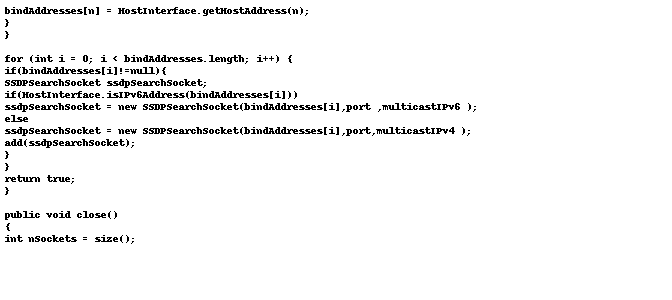 bindAddresses[n] = HostInterface.getHostAddress(n);
}
}

for (int i = 0; i < bindAddresses.length; i++) {
if(bindAddresses[i]!=null){
SSDPSearchSocket ssdpSearchSocket;
if(HostInterface.isIPv6Address(bindAddresses[i]))
ssdpSearchSocket = new SSDPSearchSocket(bindAddresses[i],port ,multicastIPv6 );
else
ssdpSearchSocket = new SSDPSearchSocket(bindAddresses[i],port,multicastIPv4 );
add(ssdpSearchSocket);
}
}
return true;
}

public void close()
{
int nSockets = size();